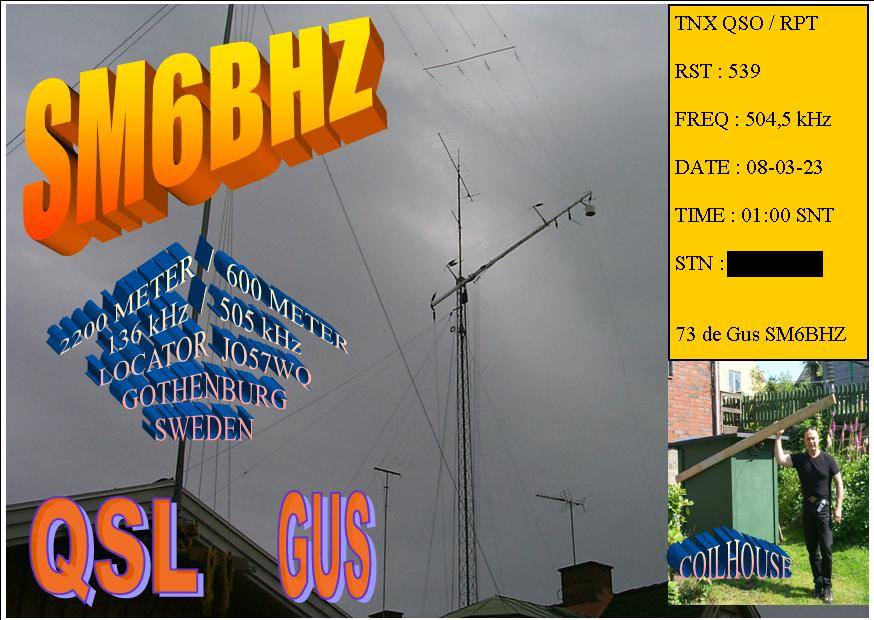 SM6BHZ
2200 METER / 600 METER
136 kHz / 505 kHz
LOCATOR JO57WQ
GOTHENBURG
SWEDEN
QSL GUS
TNX QSO / RPT
RST : 539
FREQ : 504,5 kHz
DATE : 08-03-23
TIME : 01:00 SNT
STN :
73 de Gus SM6BHZ
COILHOUSE